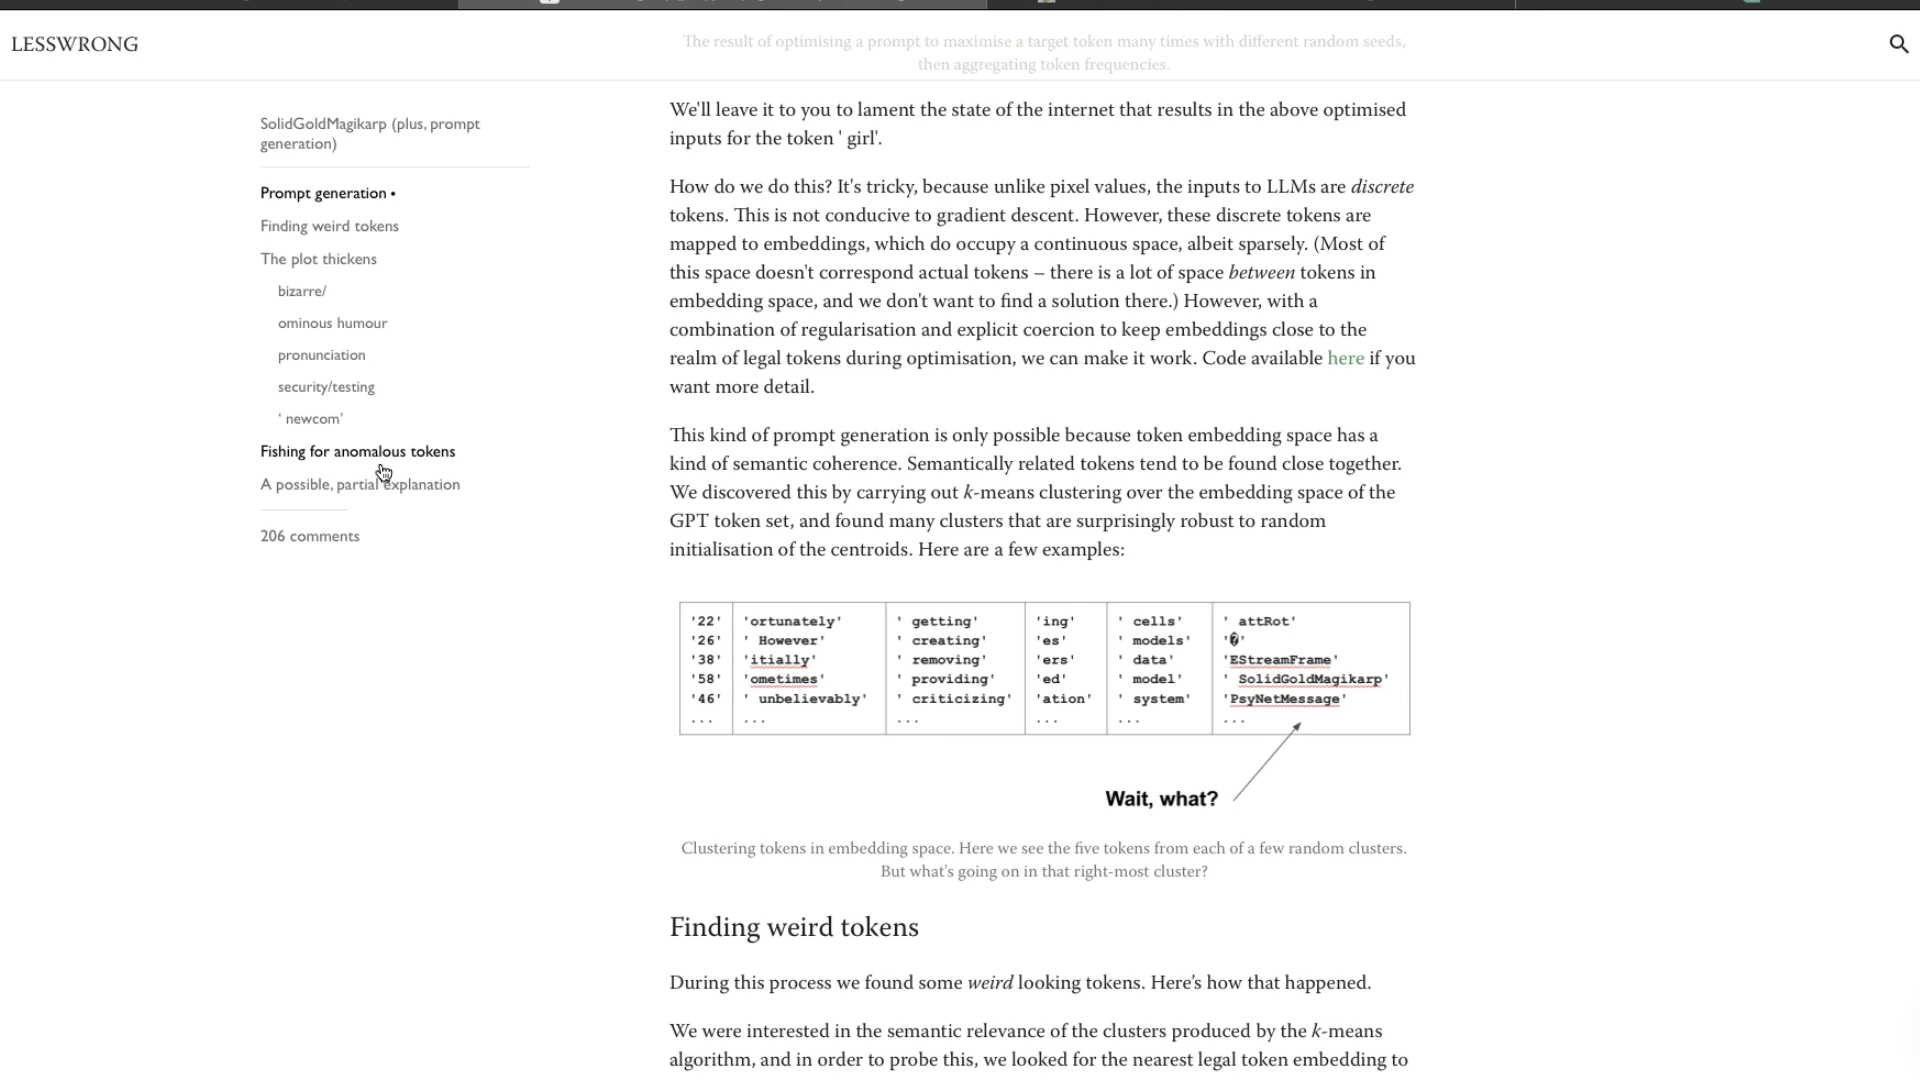 LESSWRONG
The result of optimising a prompt to maximise a target token many times with different random seeds,
then aggregating token frequencies.
SolidGoldMagikarp (plus, prompt
generation)
Prompt generation •
Finding weird tokens
The plot thickens
bizarre/
ominous humour
pronunciation
security/testing
‘ newcom’
Fishing for anomalous tokens
A possible, partial explanation
206 comments
We'll leave it to you to lament the state of the internet that results in the above optimised
inputs for the token ' girl'.
How do we do this? It's tricky, because unlike pixel values, the inputs to LLMs are discrete
tokens. This is not conducive to gradient descent. However, these discrete tokens are
mapped to embeddings, which do occupy a continuous space, albeit sparsely. (Most of
this space doesn't correspond actual tokens – there is a lot of space between tokens in
embedding space, and we don't want to find a solution there.) However, with a
combination of regularisation and explicit coercion to keep embeddings close to the
realm of legal tokens during optimisation, we can make it work. Code available here if you
want more detail.
This kind of prompt generation is only possible because token embedding space has a
kind of semantic coherence. Semantically related tokens tend to be found close together.
We discovered this by carrying out k-means clustering over the embedding space of the
GPT token set, and found many clusters that are surprisingly robust to random
initialisation of the centroids. Here are a few examples:
'22' 'ortunately' ' getting' 'ing' ' cells' ' attRot'
'26' ' However' ' creating' 'es' ' models' '�'
'38' 'itially' ' removing' 'ers' ' data' 'EStreamFrame'
'58' 'ometimes' ' providing' 'ed' ' model' ' SolidGoldMagikarp'
'46' ' unbelievably' ' criticizing' 'ation' ' system' 'PsyNetMessage'
... ... ... ... ... ...
Wait, what?
Clustering tokens in embedding space. Here we see the five tokens from each of a few random clusters.
But what's going on in that right-most cluster?
Finding weird tokens
During this process we found some weird looking tokens. Here’s how that happened.
We were interested in the semantic relevance of the clusters produced by the k-means
algorithm, and in order to probe this, we looked for the nearest legal token embedding to